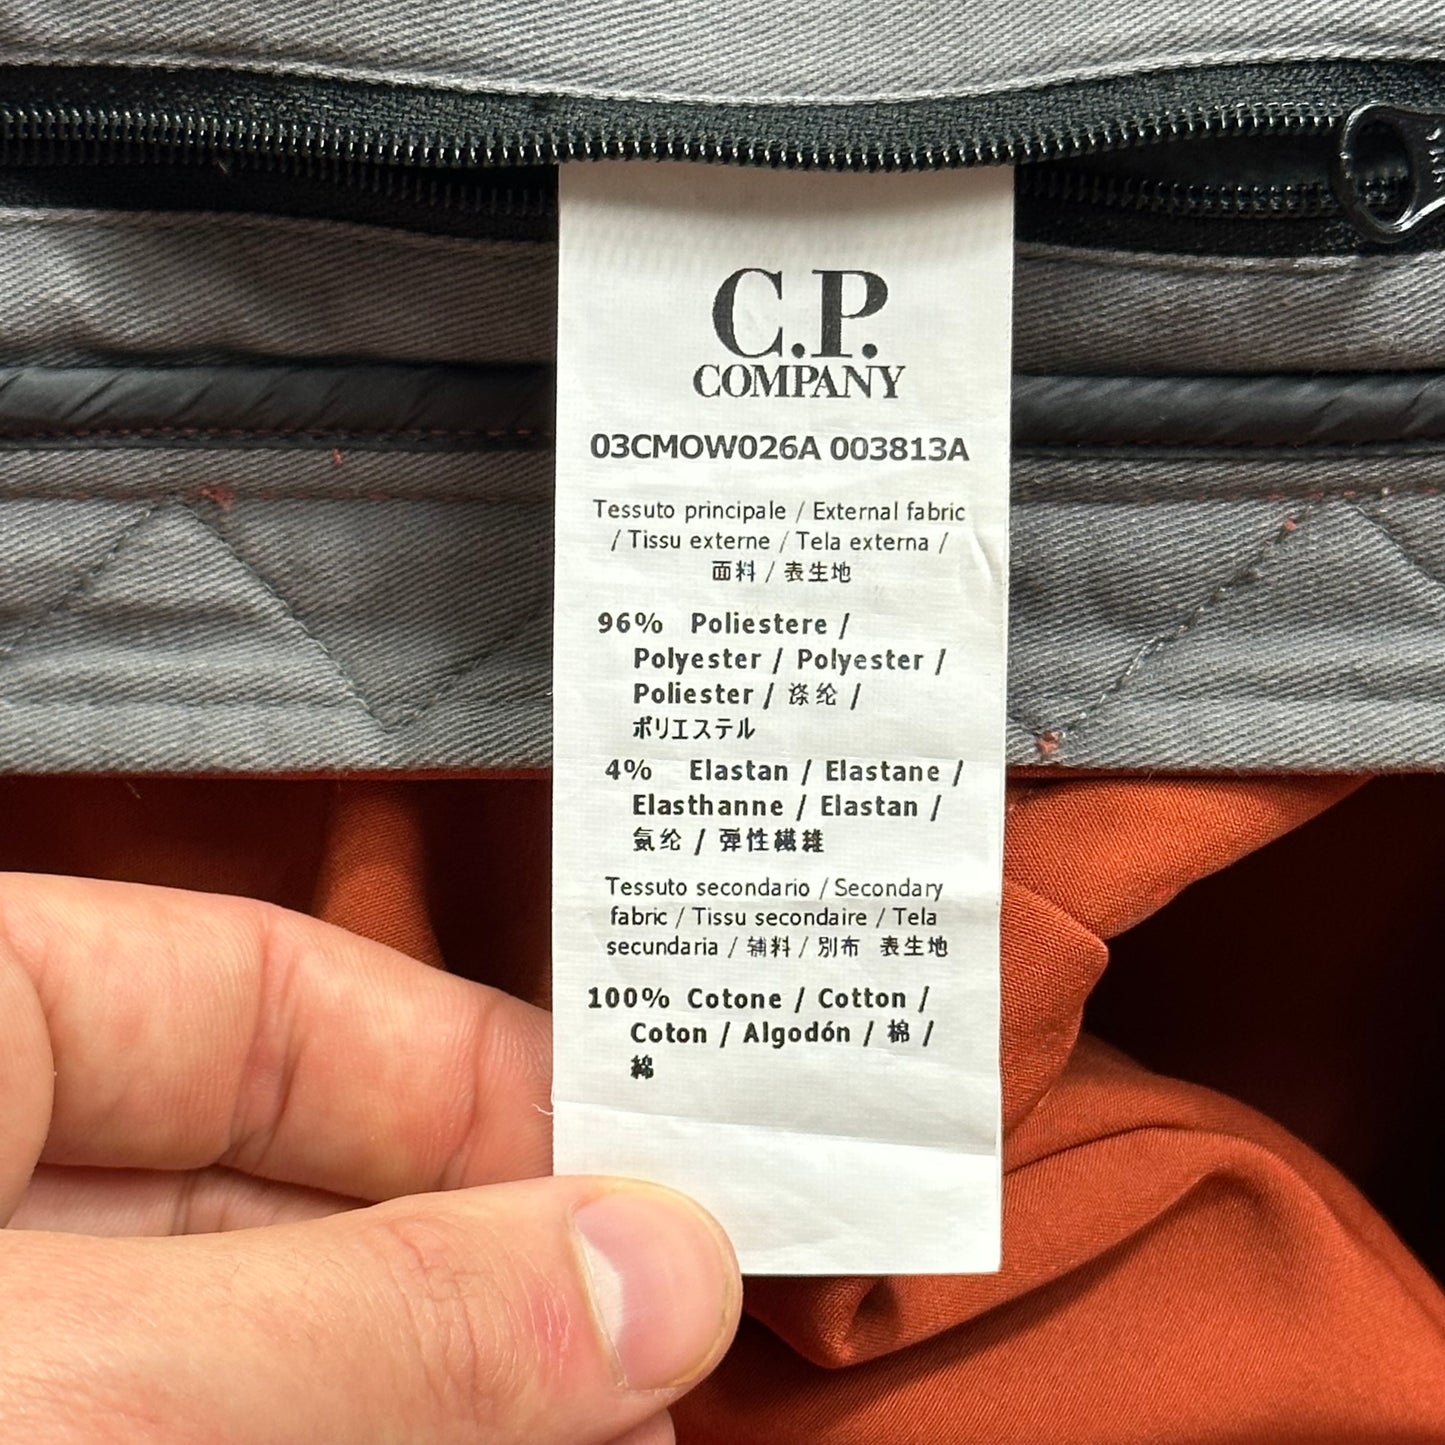 C.P.
COMPANY
03CMOW026A 003813A
Tessuto principale / External fabric
/ Tissu externe / Tela externa /
面料 / 表生地
96% Poliestere /
Polyester / Polyester /
Poliester / 涤纶 /
ポリエステル
4% Elastan / Elastane /
Elasthanne / Elastan /
氨纶 / 弾性繊維
Tessuto secondario / Secondary
fabric / Tissu secondaire / Tela
secundaria / 辅料 / 別布 表生地
100% Cotone / Cotton /
Coton / Algodón / 棉 /
綿